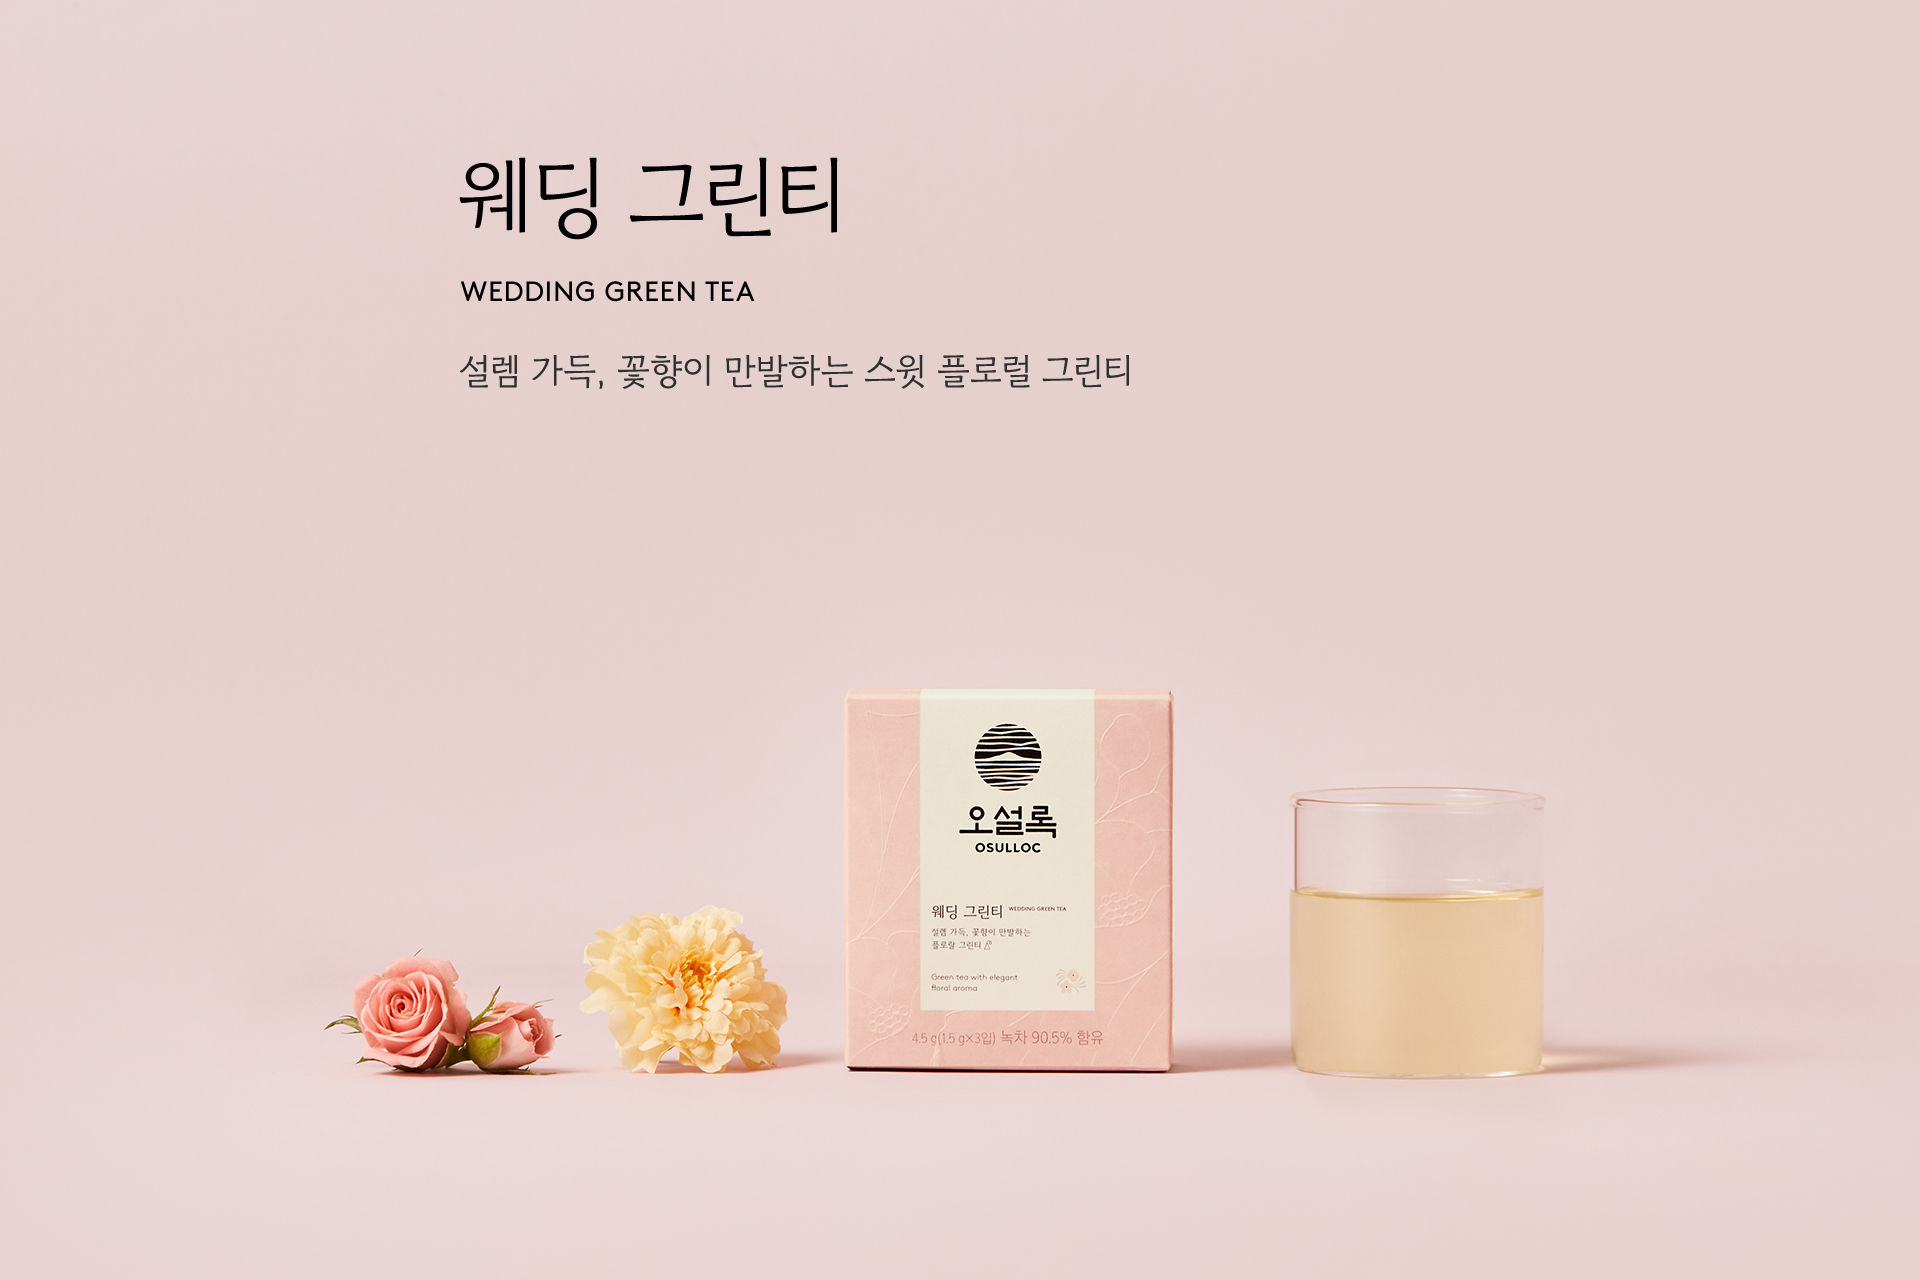 웨딩 그린티
WEDDING GREEN TEA
설렘 가득, 꽃향이 만발하는 스윗 플로럴 그린티
오설록
OSULLOC
웨딩 그린티 WEDDING GREEN TEA
설렘 가득, 꽃향이 만발하는
플로랄 그린티
Green tea with elegant
floral aroma
4.5 g(1.5 g×3입) 녹차 90.5% 함유